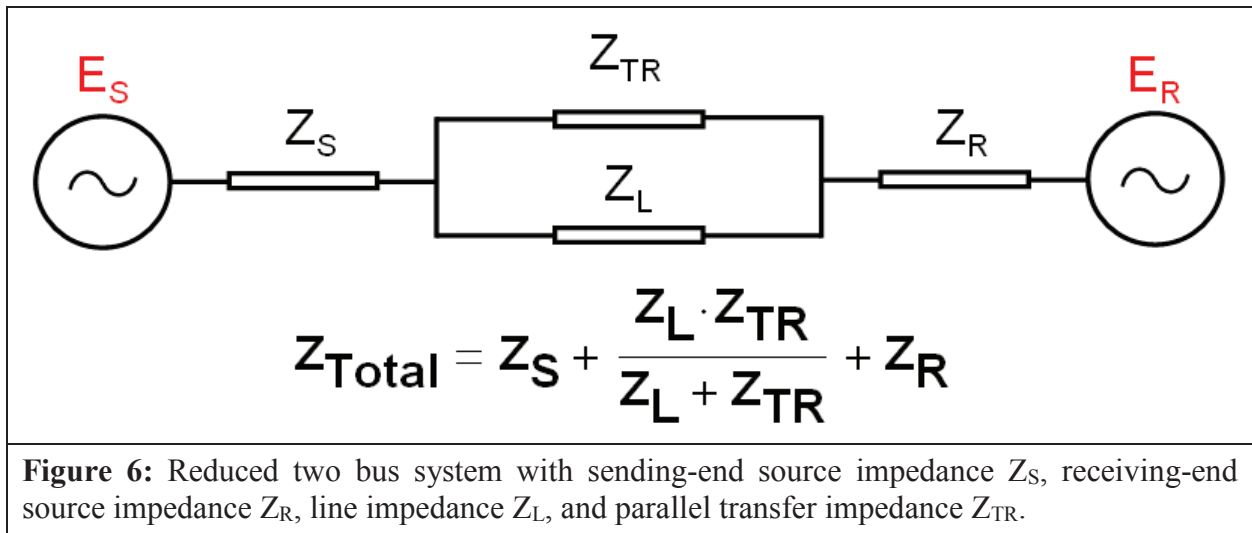 Z_TR
E_S
E_R
Z_S
Z_R
Z_L
Z_Total = Z_S + (Z_L · Z_TR) / (Z_L + Z_TR) + Z_R
Figure 6: Reduced two bus system with sending-end source impedance Z_S, receiving-end
source impedance Z_R, line impedance Z_L, and parallel transfer impedance Z_TR.